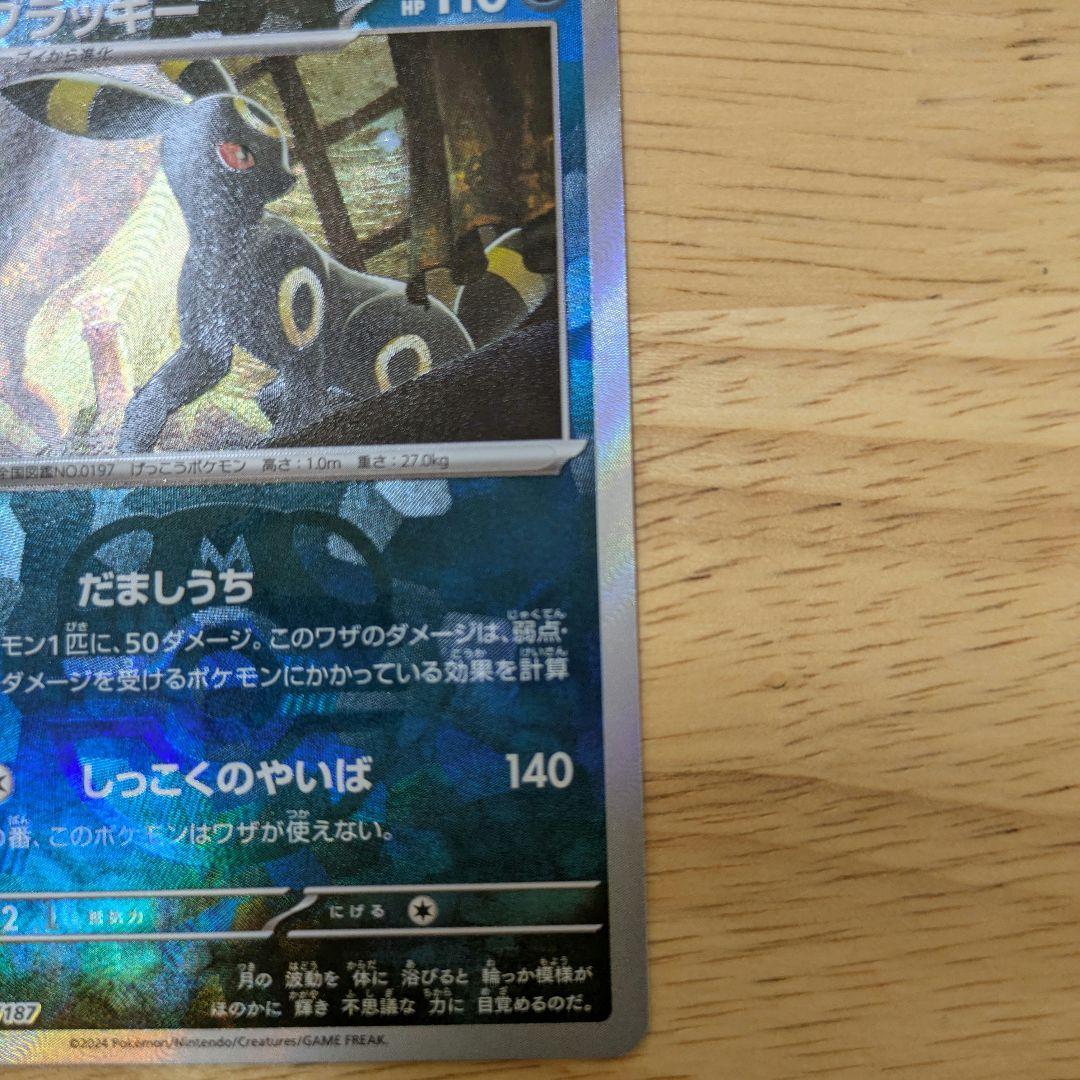 ブラッキー HP 110
ブイから進化
全国図鑑NO.0197 げっこうポケモン 高さ:1.0m 重さ:27.0kg
M
だましうち
モン1匹に、50ダメージ。このワザのダメージは、弱点・
ダメージを受けるポケモンにかかっている効果を計算
しっこくのやいば 140
の番、このポケモンはワザが使えない。
2 抵抗力 にげる
月の波動を体に浴びると輪っか模様が
ほのかに輝き不思議な力に目覚めるのだ。
/187
©2024 Pokémon/Nintendo/Creatures/GAME FREAK.